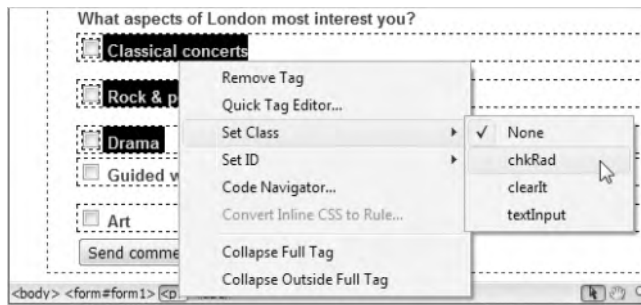 What aspects of London most interest you?
Classical concerts
Rock & p
Drama
Guided w
Art
Send comme
Remove Tag
Quick Tag Editor...
Set Class
Set ID
Code Navigator...
Convert Inline CSS to Rule...
Collapse Full Tag
Collapse Outside Full Tag
None
chkRad
clearIt
textInput
<body> <form#form1> <p